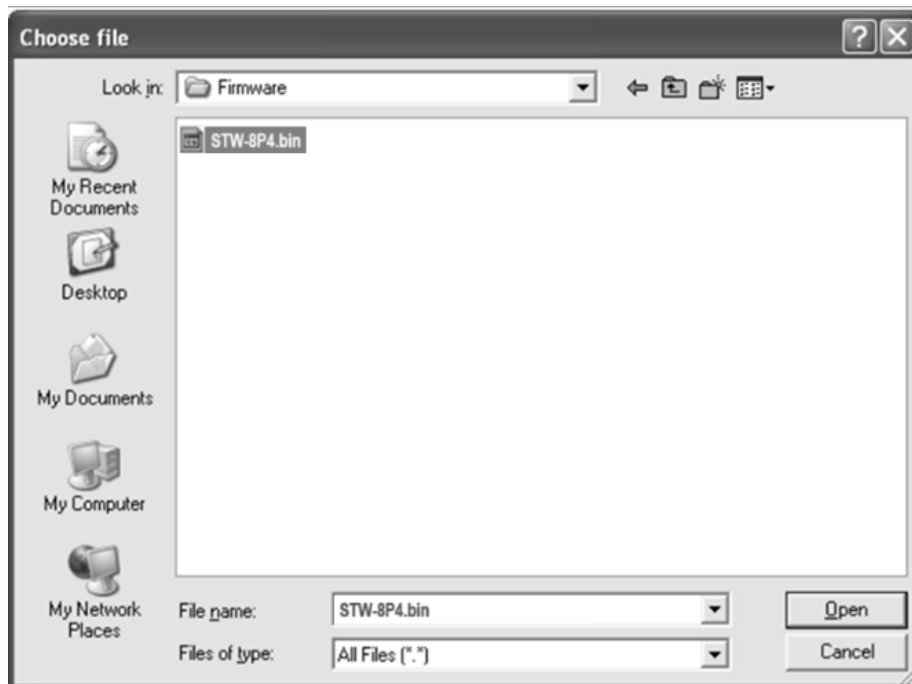 Choose file
Look in:
Firmware
STW-8P4.bin
My Recent
Documents
Desktop
My Documents
My Computer
My Network
Places
File name:
STW-8P4.bin
Open
Files of type:
All Files (*.*)
Cancel